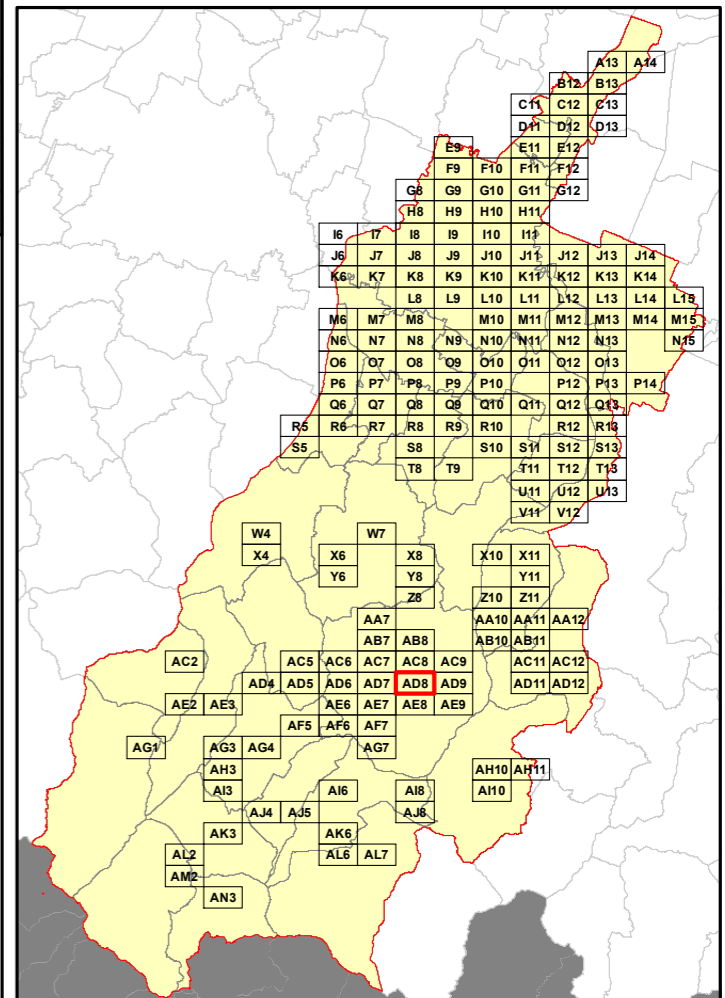 A13 A14
B12 B13
C11 C12 C13
D11 D12 D13
E9 E11 E12
F9 F10 F11 F12
G8 G9 G10 G11 G12
H8 H9 H10 H11
I6 I7 I8 I9 I10 I11
J6 J7 J8 J9 J10 J11 J12 J13 J14
K6 K7 K8 K9 K10 K11 K12 K13 K14
L8 L9 L10 L11 L12 L13 L14 L15
M6 M7 M8 M10 M11 M12 M13 M14 M15
N6 N7 N8 N9 N10 N11 N12 N13 N15
O6 O7 O8 O9 O10 O11 O12 O13
P6 P7 P8 P9 P10 P12 P13 P14
Q6 Q7 Q8 Q9 Q10 Q11 Q12 Q13
R5 R6 R7 R8 R9 R10 R12 R13
S5 S8 S10 S11 S12 S13
T8 T9 T11 T12 T13
U11 U12 U13
V11 V12
W4 W7
X4 X6 X8 X10 X11
Y6 Y8 Y11
Z8 Z10 Z11
AA7 AA10 AA11 AA12
AB7 AB8 AB10 AB11
AC2 AC5 AC6 AC7 AC8 AC9 AC11 AC12
AD4 AD5 AD6 AD7 AD8 AD9 AD11 AD12
AE2 AE3 AE6 AE7 AE8 AE9
AF5 AF6 AF7
AG1 AG3 AG4 AG7
AH3 AH10 AH11
AI3 AI6 AI8 AI10
AJ4 AJ5 AJ8
AK3 AK6
AL2 AL6 AL7
AM2
AN3